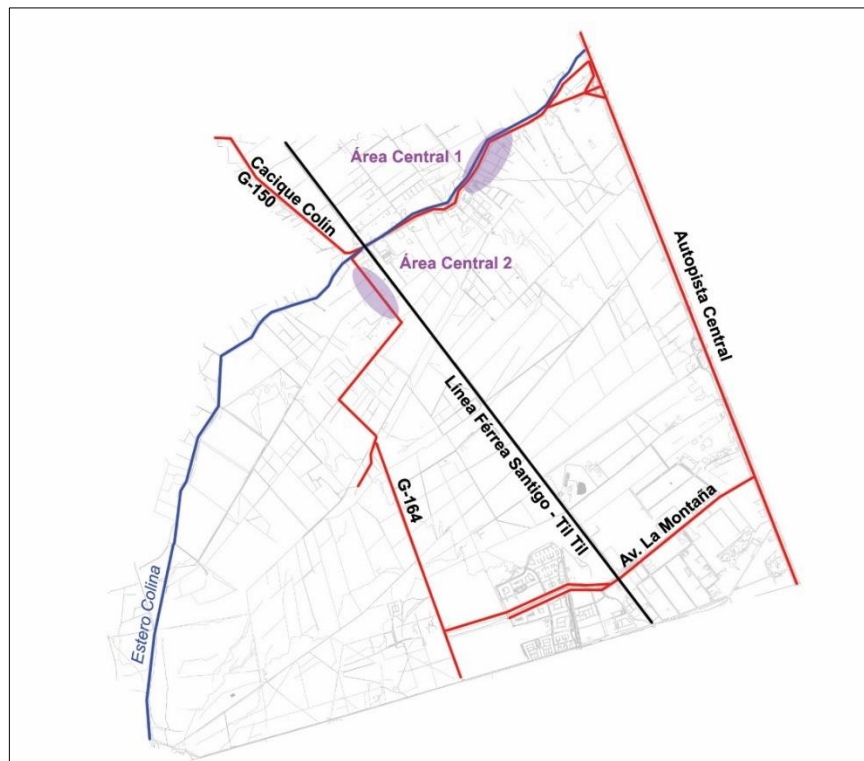 Área Central 1
Cacique Colín
G-150
Área Central 2
Autopista Central
Línea Férrea Santigo - Til Til
Av. La Montaña
G-164
Estero Colina